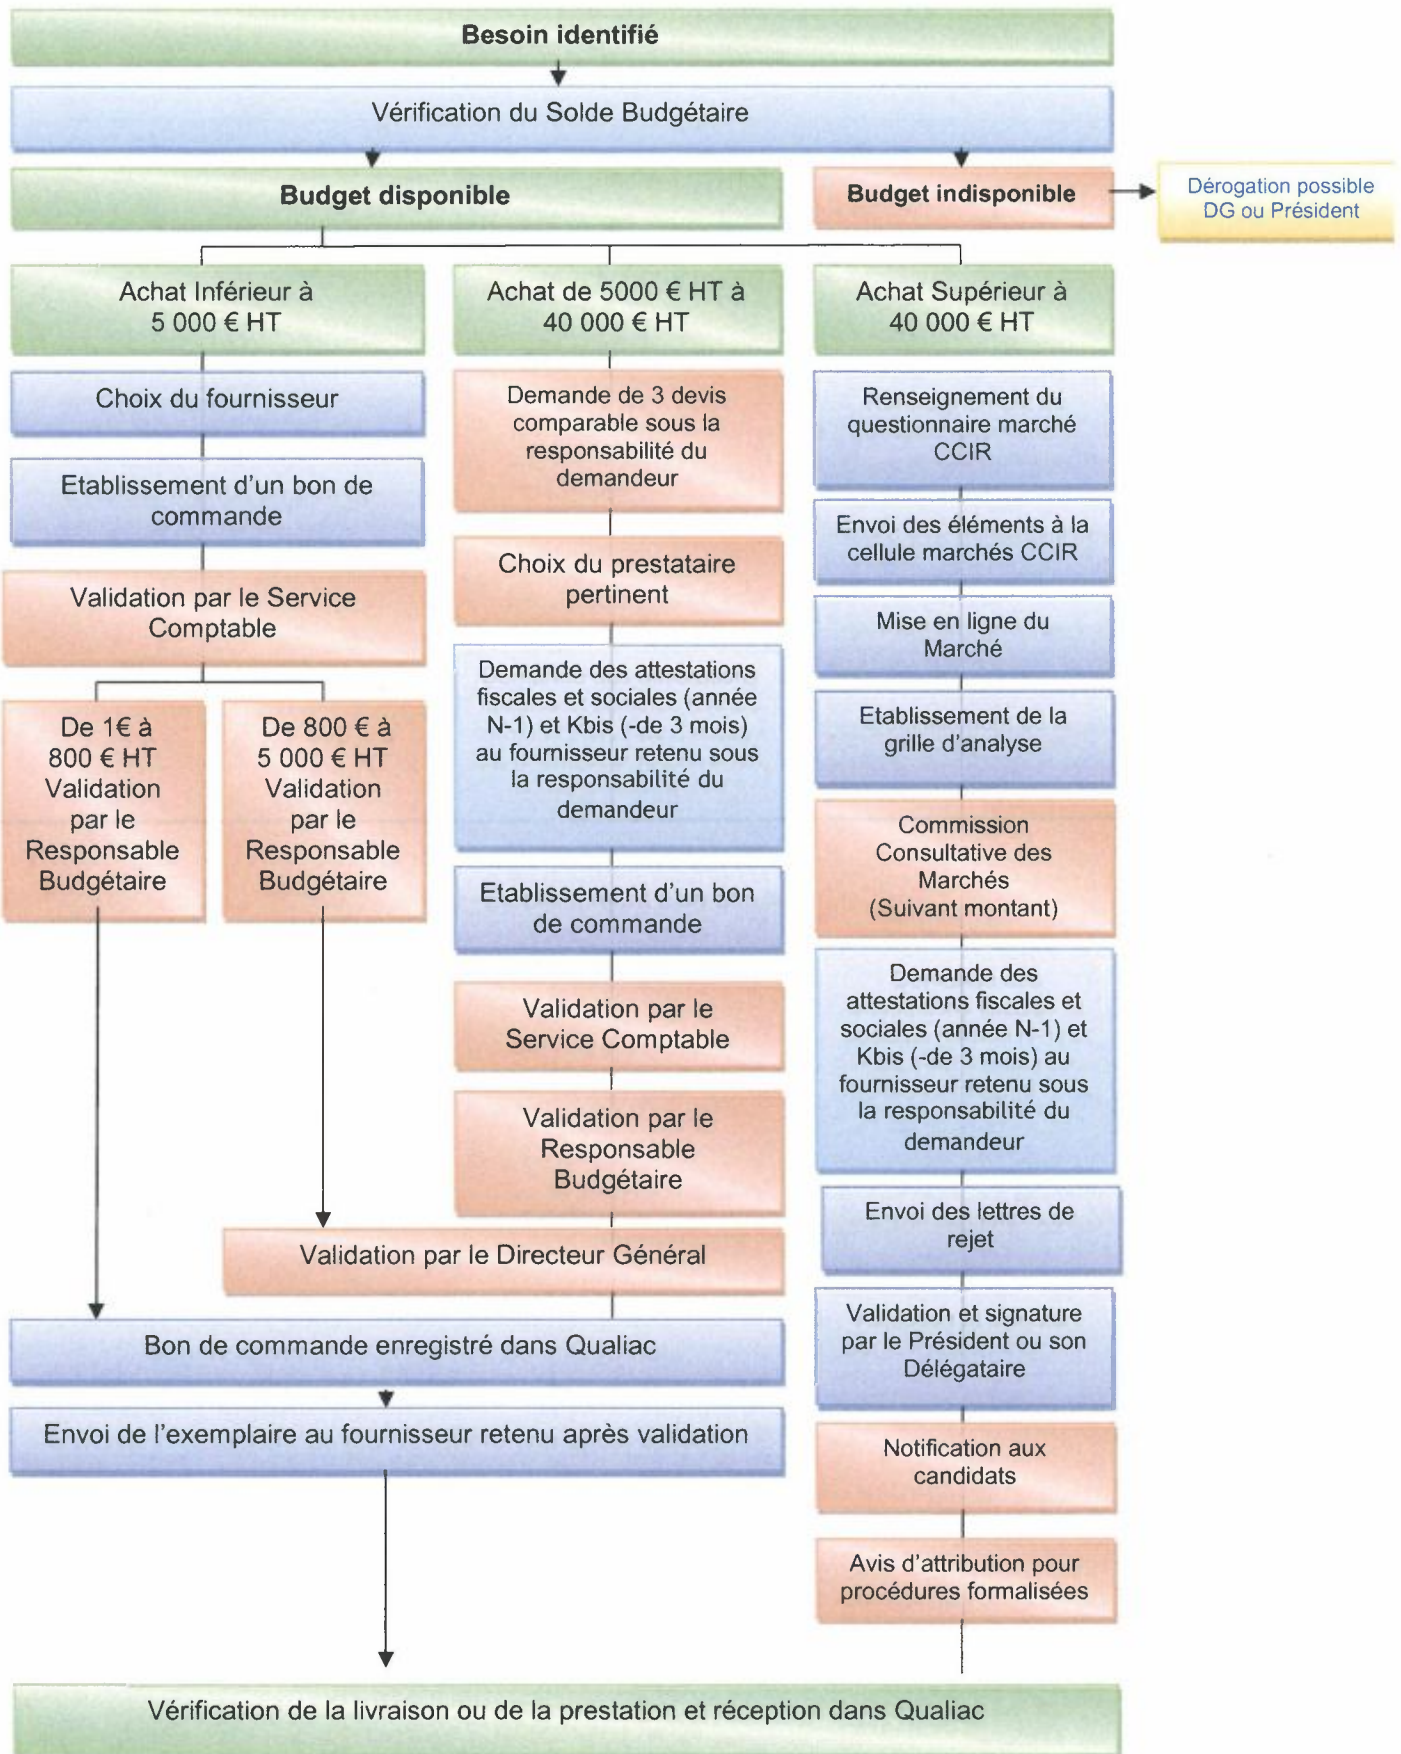 Besoin identifié
Vérification du Solde Budgétaire
Budget disponible
Budget indisponible
Dérogation possible
DG ou Président
Achat Inférieur à
5 000 € HT
Achat de 5000 € HT à
40 000 € HT
Achat Supérieur à
40 000 € HT
Choix du fournisseur
Etablissement d'un bon de
commande
Validation par le Service
Comptable
De 1€ à
800 € HT
Validation
par le
Responsable
Budgétaire
De 800 € à
5 000 € HT
Validation
par le
Responsable
Budgétaire
Demande de 3 devis
comparable sous la
responsabilité du
demandeur
Choix du prestataire
pertinent
Demande des attestations
fiscales et sociales (année
N-1) et Kbis (-de 3 mois)
au fournisseur retenu sous
la responsabilité du
demandeur
Etablissement d'un bon
de commande
Validation par le
Service Comptable
Validation par le
Responsable
Budgétaire
Validation par le Directeur Général
Bon de commande enregistré dans Qualiac
Envoi de l'exemplaire au fournisseur retenu après validation
Renseignement du
questionnaire marché
CCIR
Envoi des éléments à la
cellule marchés CCIR
Mise en ligne du
Marché
Etablissement de la
grille d'analyse
Commission
Consultative des
Marchés
(Suivant montant)
Demande des
attestations fiscales et
sociales (année N-1) et
Kbis (-de 3 mois) au
fournisseur retenu sous
la responsabilité du
demandeur
Envoi des lettres de
rejet
Validation et signature
par le Président ou son
Délégataire
Notification aux
candidats
Avis d'attribution pour
procédures formalisées
Vérification de la livraison ou de la prestation et réception dans Qualiac